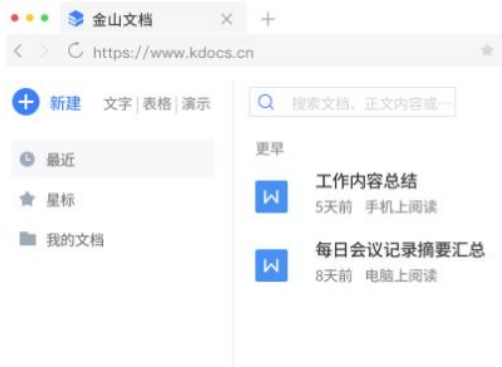 金山文档
https://www.kdocs.cn
新建 文字|表格|演示
搜索文档、正文内容或…
最近
星标
我的文档
更早
工作内容总结
5天前 手机上阅读
每日会议记录摘要汇总
8天前 电脑上阅读